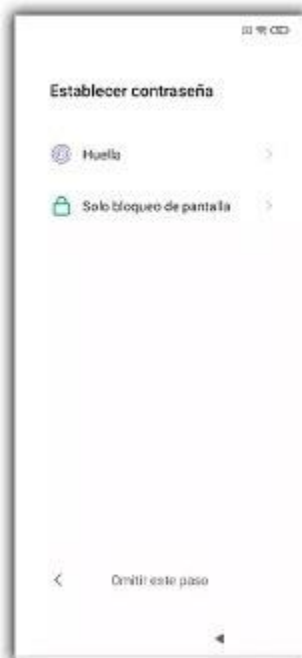 Establecer contraseña
Huella
Solo bloqueo de pantalla
Omitir este paso